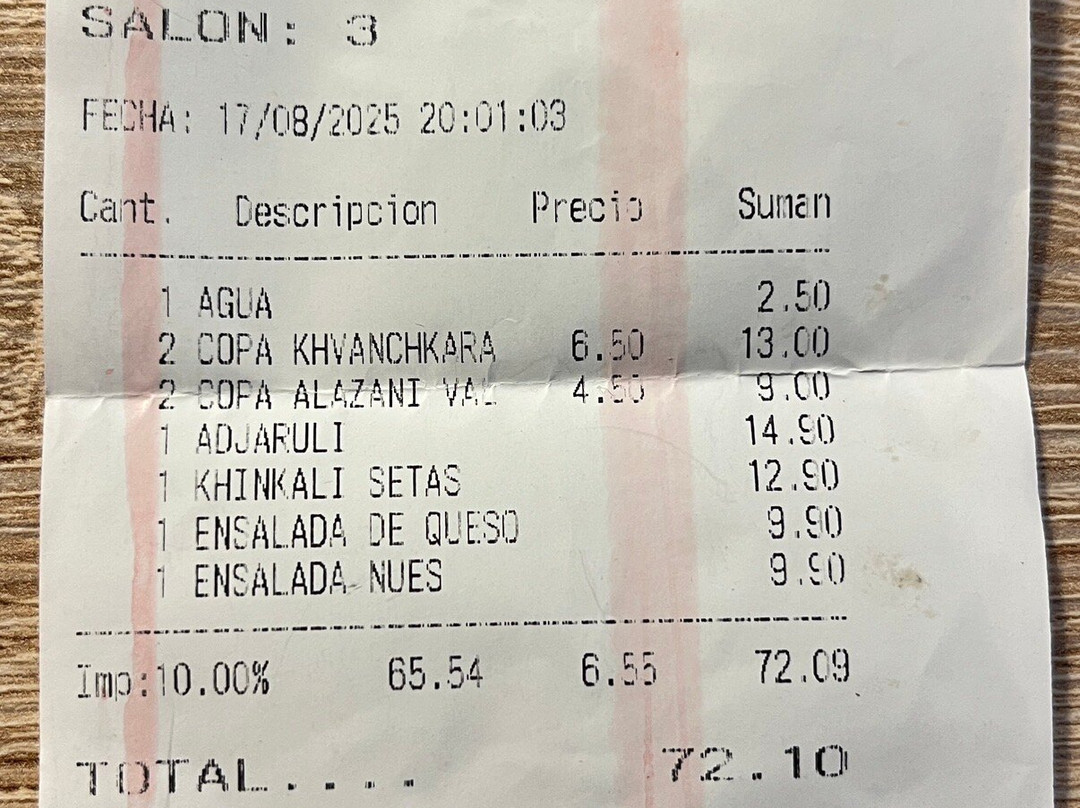 SALON: 3
FECHA: 17/08/2025 20:01:03
Cant. Descripcion Precio Suman
1 AGUA 2.50
2 COPA KHVANCHKARA 6.50 13.00
2 COPA ALAZANI VAL 4.50 9.00
1 ADJARULI 14.90
1 KHINKALI SETAS 12.90
1 ENSALADA DE QUESO 9.90
1 ENSALADA NUES 9.90
Imp:10.00% 65.54 6.55 72.09
TOTAL.... 72.10